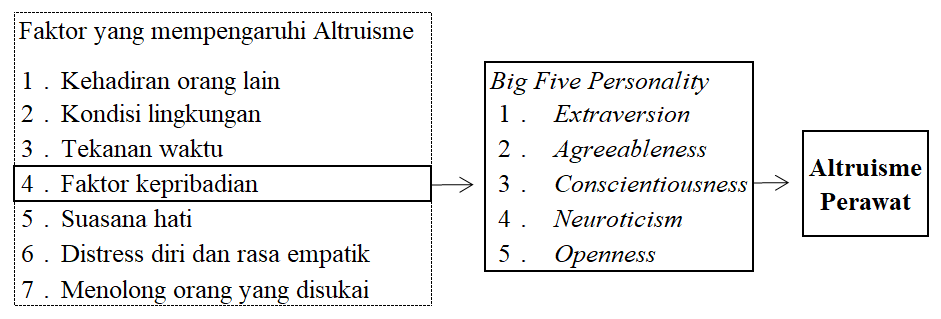 Faktor yang mempengaruhi Altruisme
1. Kehadiran orang lain
2. Kondisi lingkungan
3. Tekanan waktu
4. Faktor kepribadian
5. Suasana hati
6. Distress diri dan rasa empatik
7. Menolong orang yang disukai
Big Five Personality
1. Extraversion
2. Agreeableness
3. Conscientiousness
4. Neuroticism
5. Openness
Altruisme
Perawat